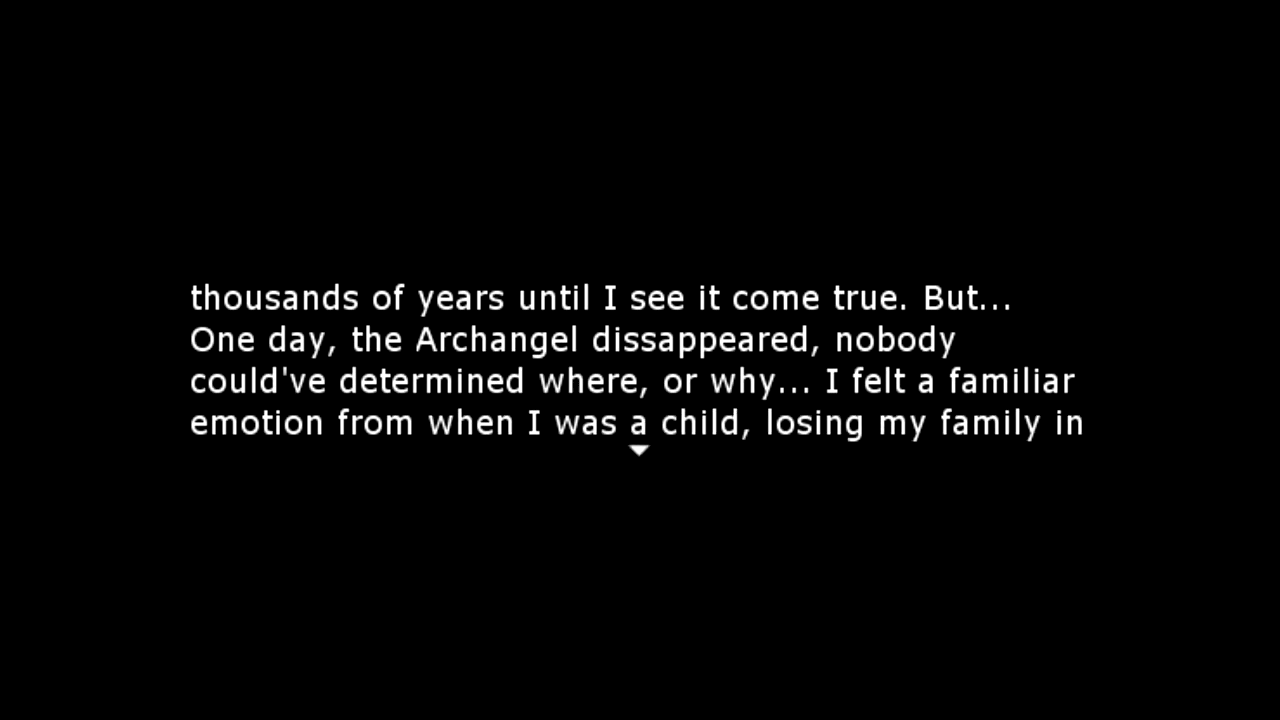 thousands of years until I see it come true. But...
One day, the Archangel dissappeared, nobody
could've determined where, or why... I felt a familiar
emotion from when I was a child, losing my family in